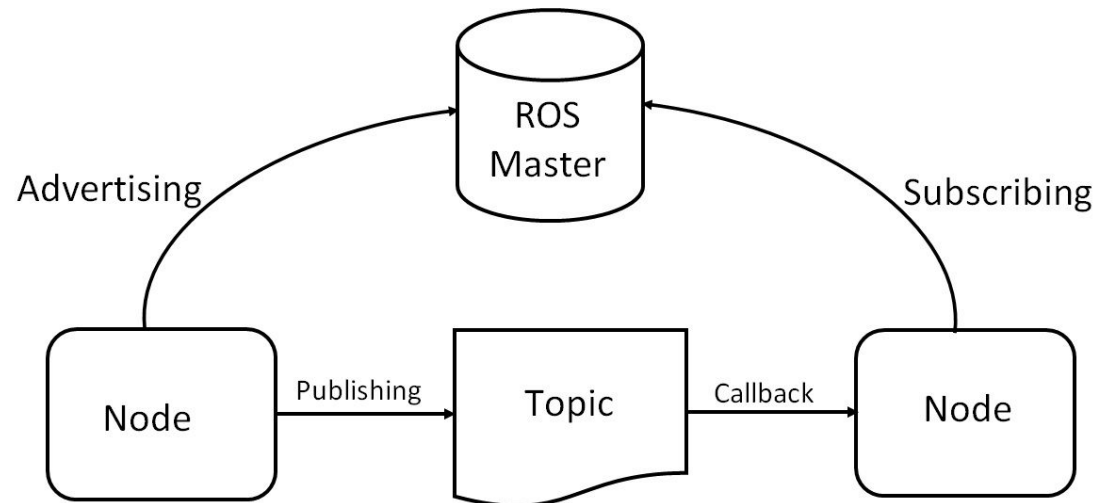 ROS
Master
Advertising
Subscribing
Node
Publishing
Topic
Callback
Node